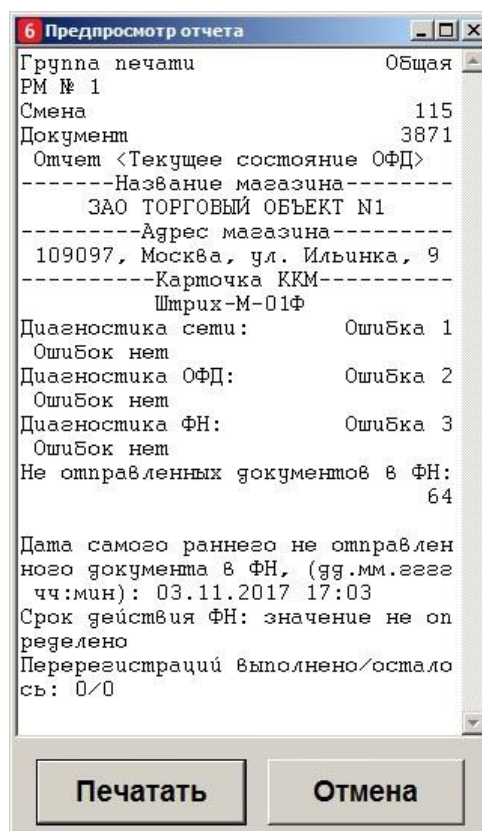 6 Предпросмотр отчета
Группа печати Общая
РМ № 1
Смена 115
Документ 3871
Отчет <Текущее состояние ОФД>
-------Название магазина--------
ЗАО ТОРГОВЫЙ ОБЪЕКТ N1
---------Адрес магазина---------
109097, Москва, ул. Ильинка, 9
----------Карточка ККМ----------
Штрих-М-01Ф
Диагностика сети: Ошибка 1
Ошибок нет
Диагностика ОФД: Ошибка 2
Ошибок нет
Диагностика ФН: Ошибка 3
Ошибок нет
Не отправленных документов в ФН:
64
Дата самого раннего не отправлен
ного документа в ФН, (дд.мм.гггг
чч:мин): 03.11.2017 17:03
Срок действия ФН: значение не оп
ределено
Перерегистраций выполнено/остало
сь: 0/0
Печатать Отмена